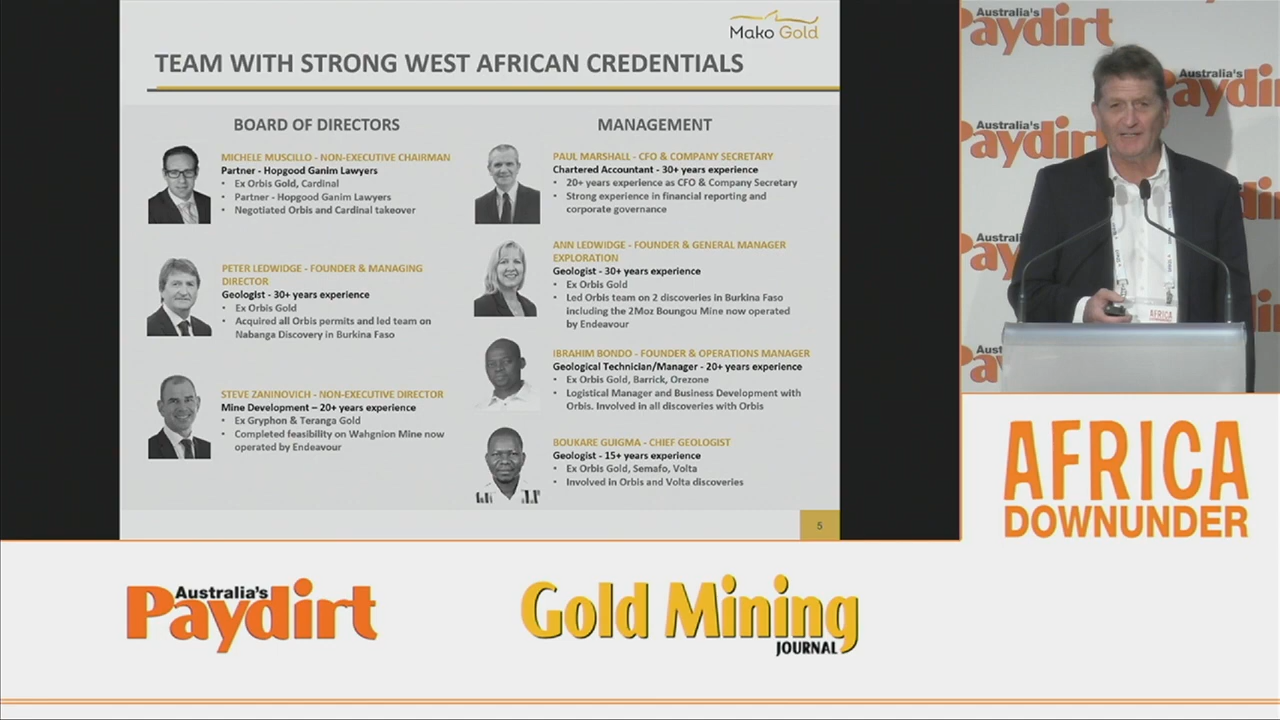 Mako Gold
TEAM WITH STRONG WEST AFRICAN CREDENTIALS
BOARD OF DIRECTORS
MICHELE MUSCILLO - NON-EXECUTIVE CHAIRMAN
Partner - Hopgood Ganim Lawyers
• Ex Orbis Gold, Cardinal
• Partner - Hopgood Ganim Lawyers
• Negotiated Orbis and Cardinal takeover
PETER LEDWIDGE - FOUNDER & MANAGING
DIRECTOR
Geologist - 30+ years experience
• Ex Orbis Gold
• Acquired all Orbis permits and led team on
Nabanga Discovery in Burkina Faso
STEVE ZANINOVICH - NON-EXECUTIVE DIRECTOR
Mine Development – 20+ years experience
• Ex Gryphon & Teranga Gold
• Completed feasibility on Wahgnion Mine now
operated by Endeavour
MANAGEMENT
PAUL MARSHALL - CFO & COMPANY SECRETARY
Chartered Accountant - 30+ years experience
• 20+ years experience as CFO & Company Secretary
• Strong experience in financial reporting and
corporate governance
ANN LEDWIDGE - FOUNDER & GENERAL MANAGER
EXPLORATION
Geologist - 30+ years experience
• Ex Orbis Gold
• Led Orbis team on 2 discoveries in Burkina Faso
including the 2Moz Boungou Mine now operated
by Endeavour
IBRAHIM BONDO - FOUNDER & OPERATIONS MANAGER
Geological Technician/Manager - 20+ years experience
• Ex Orbis Gold, Barrick, Orezone
• Logistical Manager and Business Development with
Orbis. Involved in all discoveries with Orbis
BOUKARE GUIGMA - CHIEF GEOLOGIST
Geologist - 15+ years experience
• Ex Orbis Gold, Semafo, Volta
• Involved in Orbis and Volta discoveries
5
Australia's
Paydirt
Australia's
Paydirt
Australia's
Paydirt
AFRICA
DOWNUNDER
Australia's
Paydirt
Gold Mining
JOURNAL